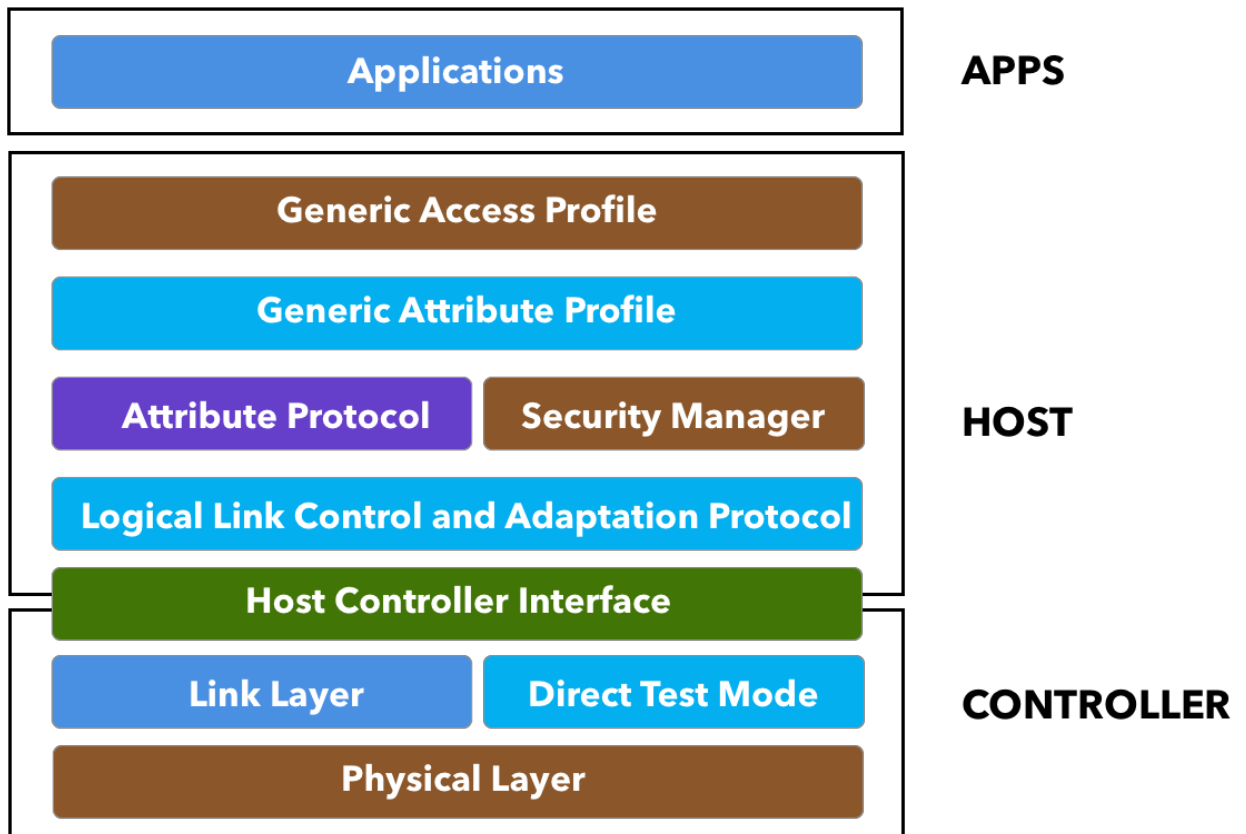 Applications
APPS
Generic Access Profile
Generic Attribute Profile
Attribute Protocol
Security Manager
HOST
Logical Link Control and Adaptation Protocol
Host Controller Interface
Link Layer
Direct Test Mode
CONTROLLER
Physical Layer